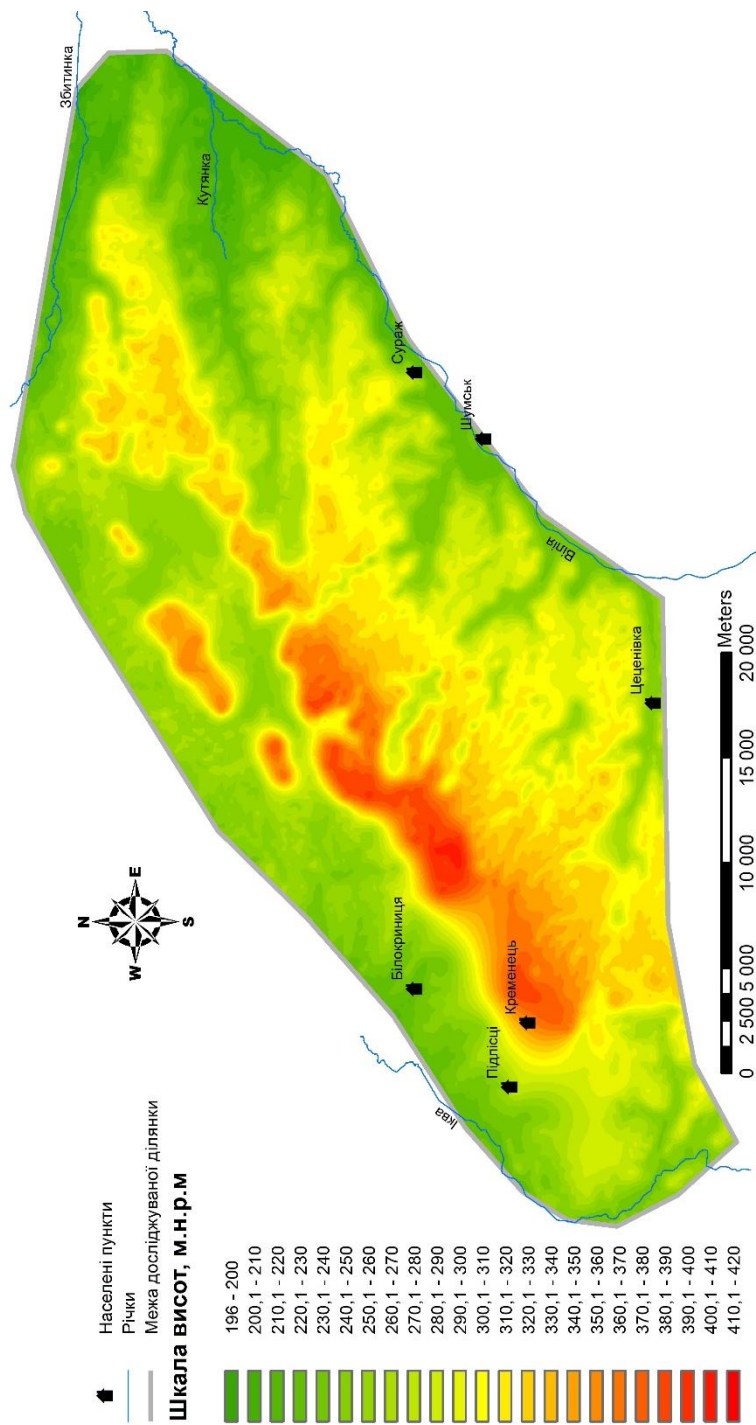 Населені пункти
Річки
Межа досліджуваної ділянки
Шкала висот, м.н.р.м
196 - 200
200,1 - 210
210,1 - 220
220,1 - 230
230,1 - 240
240,1 - 250
250,1 - 260
260,1 - 270
270,1 - 280
280,1 - 290
290,1 - 300
300,1 - 310
310,1 - 320
320,1 - 330
330,1 - 340
340,1 - 350
350,1 - 360
360,1 - 370
370,1 - 380
380,1 - 390
390,1 - 400
400,1 - 410
410,1 - 420
N
W
E
S
Збитинка
Кутянка
Сураж
Шумськ
Вілія
Білокриниця
Іква
Підлісці
Кременець
Цеценівка
0 2 500 5 000 10 000 15 000 20 000
Meters